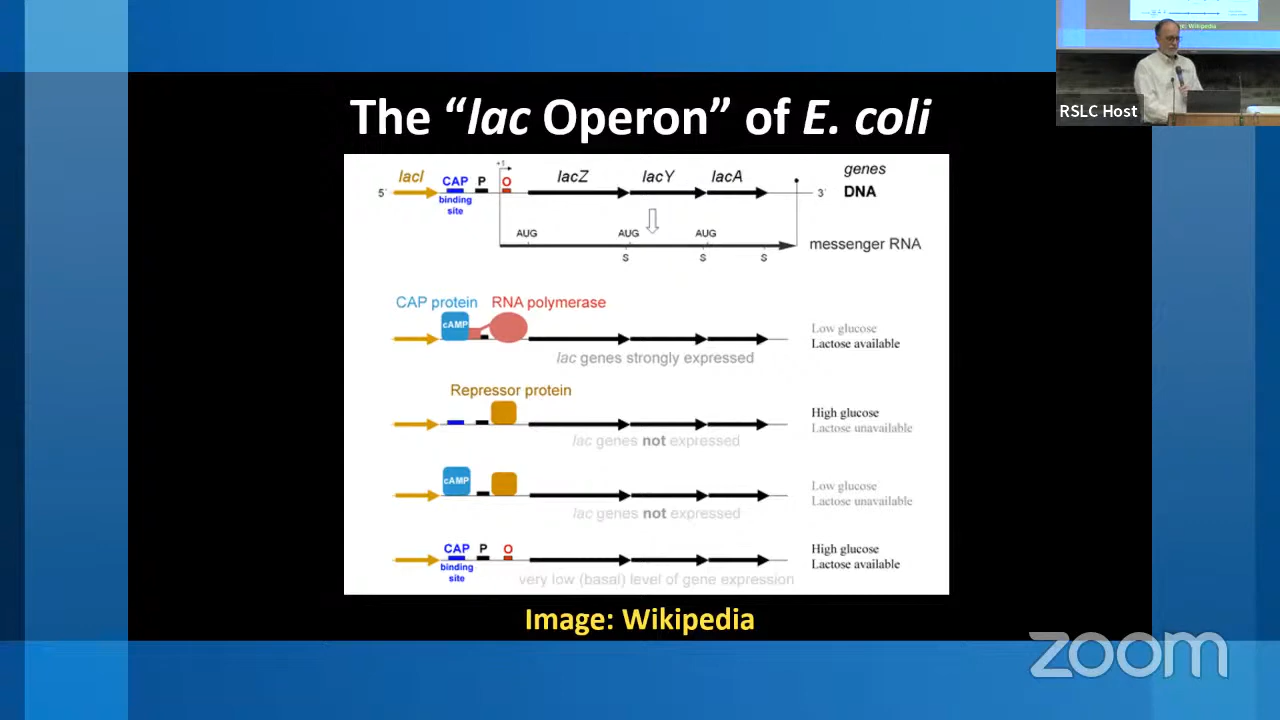 Image: Wikipedia
RSLC Host
The “lac Operon” of E. coli
+1
lacI CAP P O lacZ lacY lacA genes
5' 3' DNA
binding
site
AUG AUG AUG
messenger RNA
S S S
CAP protein RNA polymerase
cAMP
Low glucose
Lactose available
lac genes strongly expressed
Repressor protein
High glucose
Lactose unavailable
lac genes not expressed
cAMP
Low glucose
Lactose unavailable
lac genes not expressed
CAP P O
High glucose
Lactose available
binding
site
very low (basal) level of gene expression
Image: Wikipedia
zoom